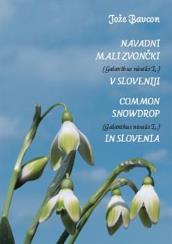 Jože Bavcon
NAVADNI
MALI ZVONČKI
(Galanthus nivalis L.)
V SLOVENIJI
COMMON
SNOWDROP
(Galanthus nivalis L.)
IN SLOVENIA